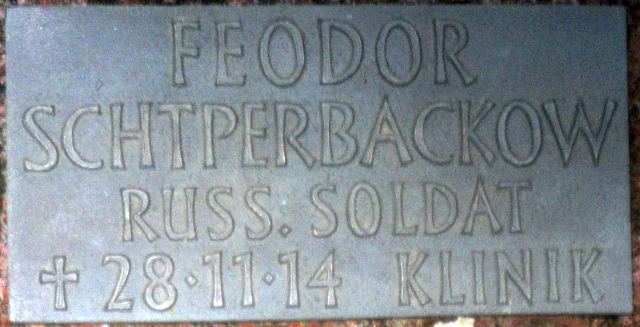 FEODOR
SCHTPERBACKOW
RUSS. SOLDAT
✝ 28·11·14 KLINIK